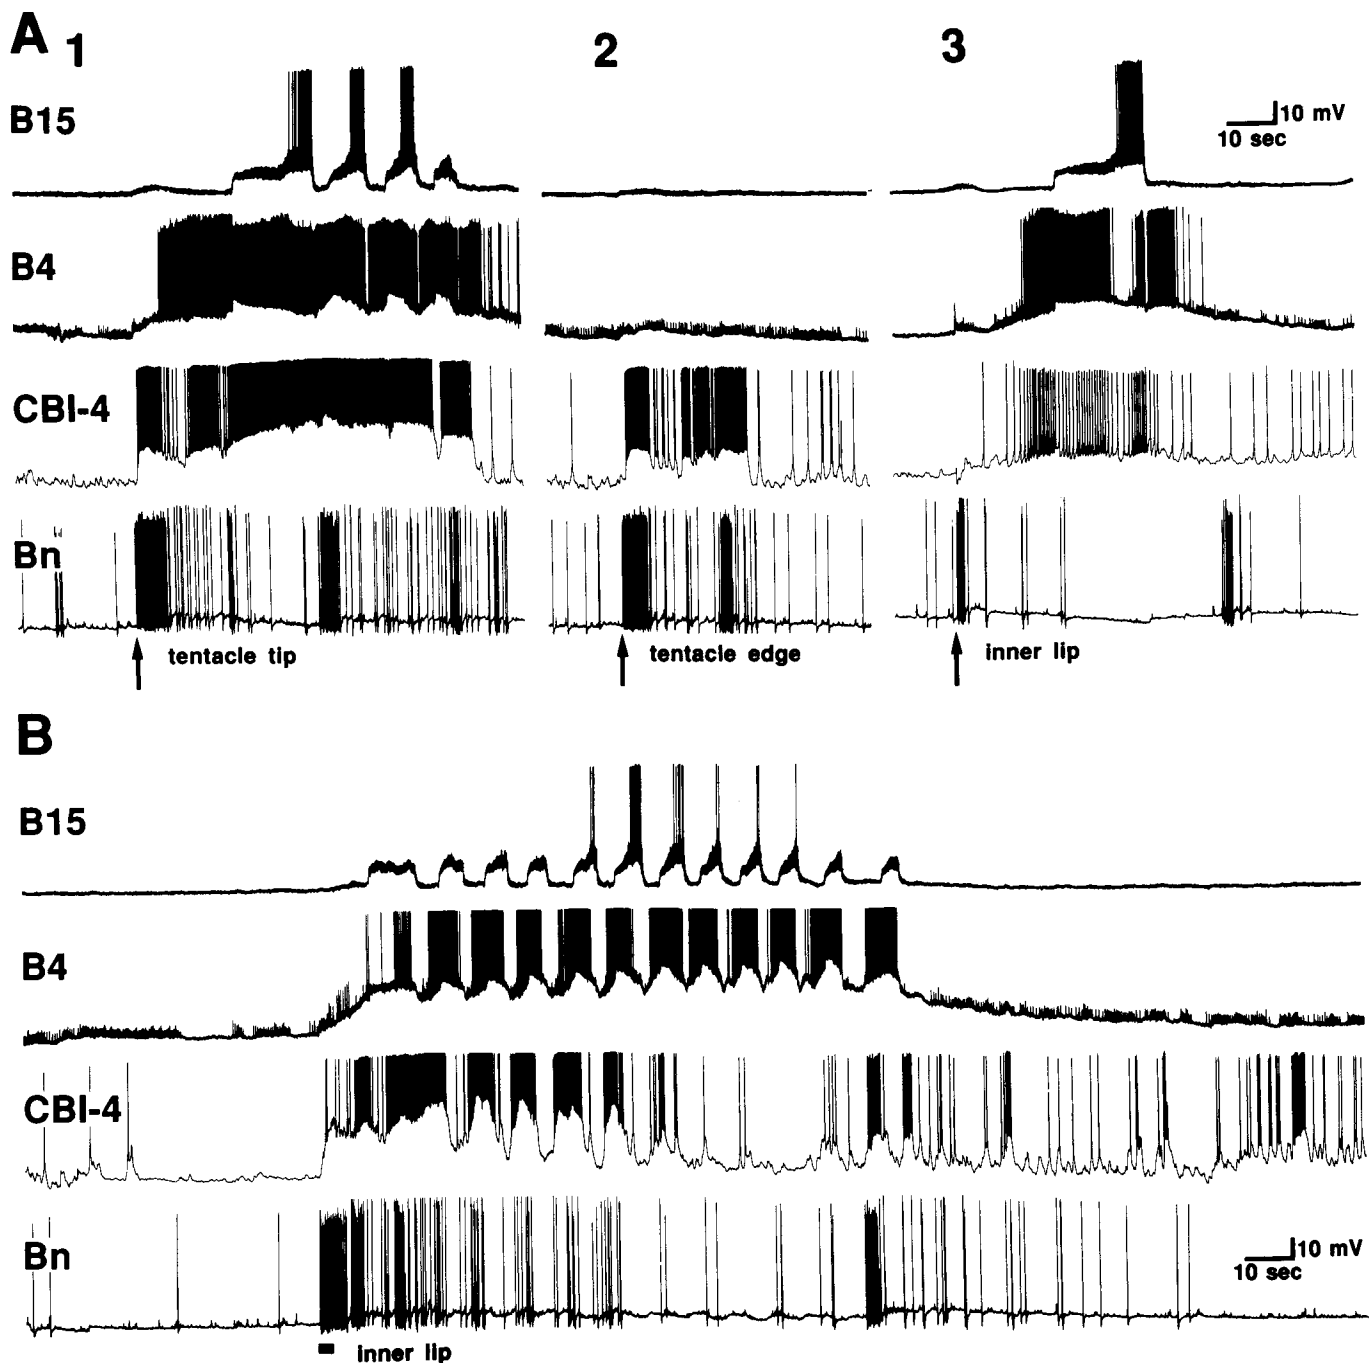 A 1 2 3
B15
10 mV
10 sec
B4
CBI-4
Bn
tentacle tip
tentacle edge
inner lip
B
B15
B4
CBI-4
Bn
10 mV
10 sec
inner lip